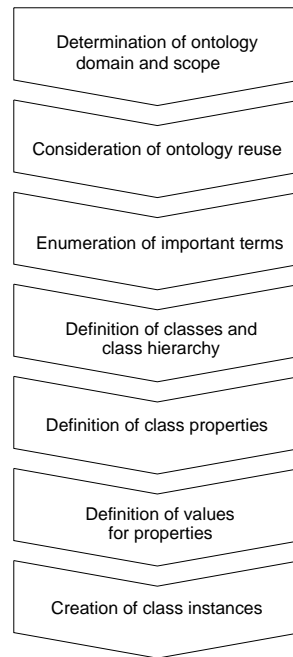 Determination of ontology
domain and scope
Consideration of ontology reuse
Enumeration of important terms
Definition of classes and
class hierarchy
Definition of class properties
Definition of values
for properties
Creation of class instances